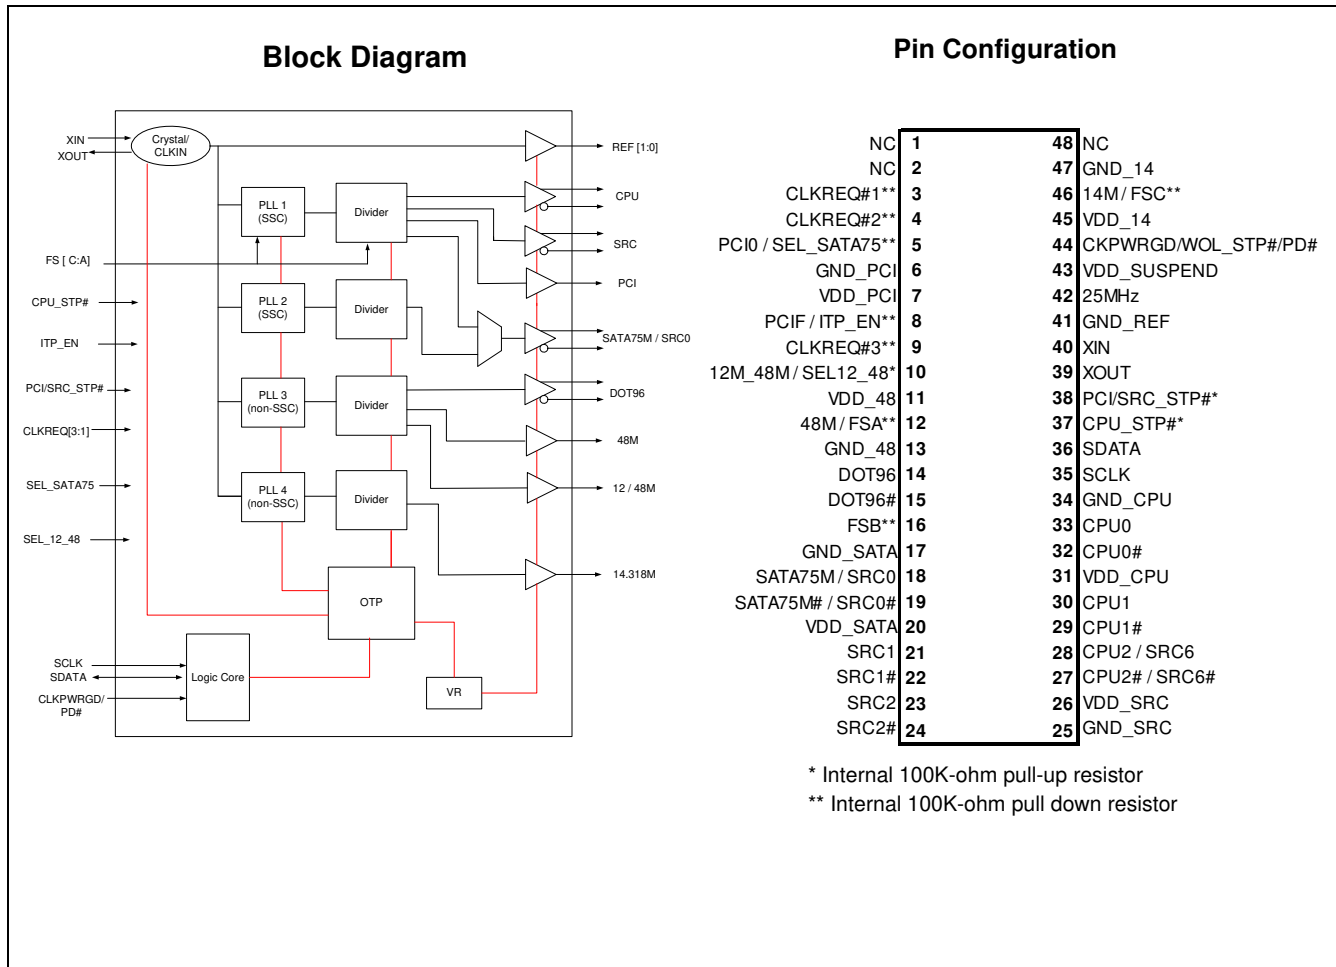 Block Diagram
XIN
XOUT
Crystal/
CLKIN
REF [1:0]
PLL 1
(SSC)
Divider
CPU
SRC
FS [ C:A]
PCI
CPU_STP#
PLL 2
(SSC)
Divider
ITP_EN
SATA75M / SRC0
PCI/SRC_STP#
PLL 3
(non-SSC)
Divider
DOT96
CLKREQ[3:1]
48M
SEL_SATA75
PLL 4
(non-SSC)
Divider
12 / 48M
SEL_12_48
14.318M
OTP
SCLK
SDATA
CLKPWRGD/
PD#
Logic Core
VR
Pin Configuration
NC 1 48 NC
NC 2 47 GND_14
CLKREQ#1** 3 46 14M / FSC**
CLKREQ#2** 4 45 VDD_14
PCI0 / SEL_SATA75** 5 44 CKPWRGD/WOL_STP#/PD#
GND_PCI 6 43 VDD_SUSPEND
VDD_PCI 7 42 25MHz
PCIF / ITP_EN** 8 41 GND_REF
CLKREQ#3** 9 40 XIN
12M_48M / SEL12_48* 10 39 XOUT
VDD_48 11 38 PCI/SRC_STP#*
48M / FSA** 12 37 CPU_STP#*
GND_48 13 36 SDATA
DOT96 14 35 SCLK
DOT96# 15 34 GND_CPU
FSB** 16 33 CPU0
GND_SATA 17 32 CPU0#
SATA75M / SRC0 18 31 VDD_CPU
SATA75M# / SRC0# 19 30 CPU1
VDD_SATA 20 29 CPU1#
SRC1 21 28 CPU2 / SRC6
SRC1# 22 27 CPU2# / SRC6#
SRC2 23 26 VDD_SRC
SRC2# 24 25 GND_SRC
* Internal 100K-ohm pull-up resistor
** Internal 100K-ohm pull down resistor